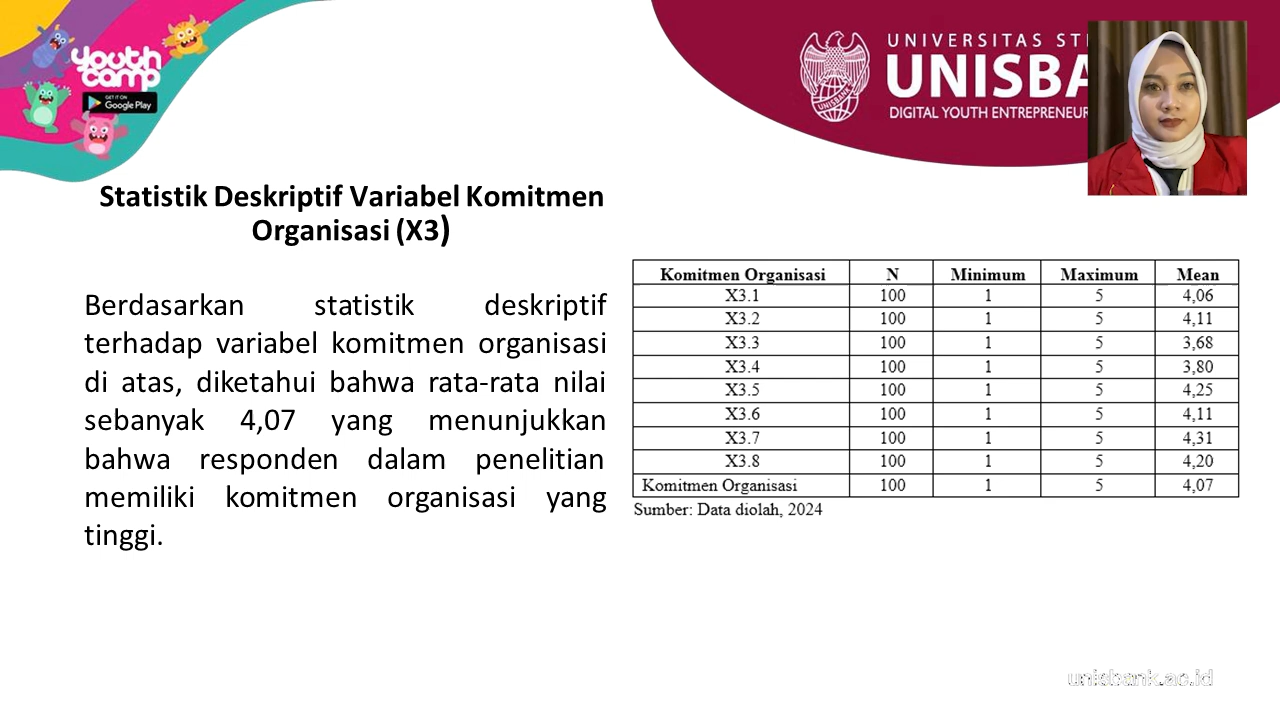 youth
camp
GET IT ON
Google Play
UNIVERSITAS
UNISBA
DIGITAL YOUTH ENTREPRENEUR
UNISBANK
Statistik Deskriptif Variabel Komitmen
Organisasi (X3)
Berdasarkan statistik deskriptif
terhadap variabel komitmen organisasi
di atas, diketahui bahwa rata-rata nilai
sebanyak 4,07 yang menunjukkan
bahwa responden dalam penelitian
memiliki komitmen organisasi yang
tinggi.
Komitmen Organisasi N Minimum Maximum Mean
X3.1 100 1 5 4,06
X3.2 100 1 5 4,11
X3.3 100 1 5 3,68
X3.4 100 1 5 3,80
X3.5 100 1 5 4,25
X3.6 100 1 5 4,11
X3.7 100 1 5 4,31
X3.8 100 1 5 4,20
Komitmen Organisasi 100 1 5 4,07
Sumber: Data diolah, 2024
unisbank.ac.id